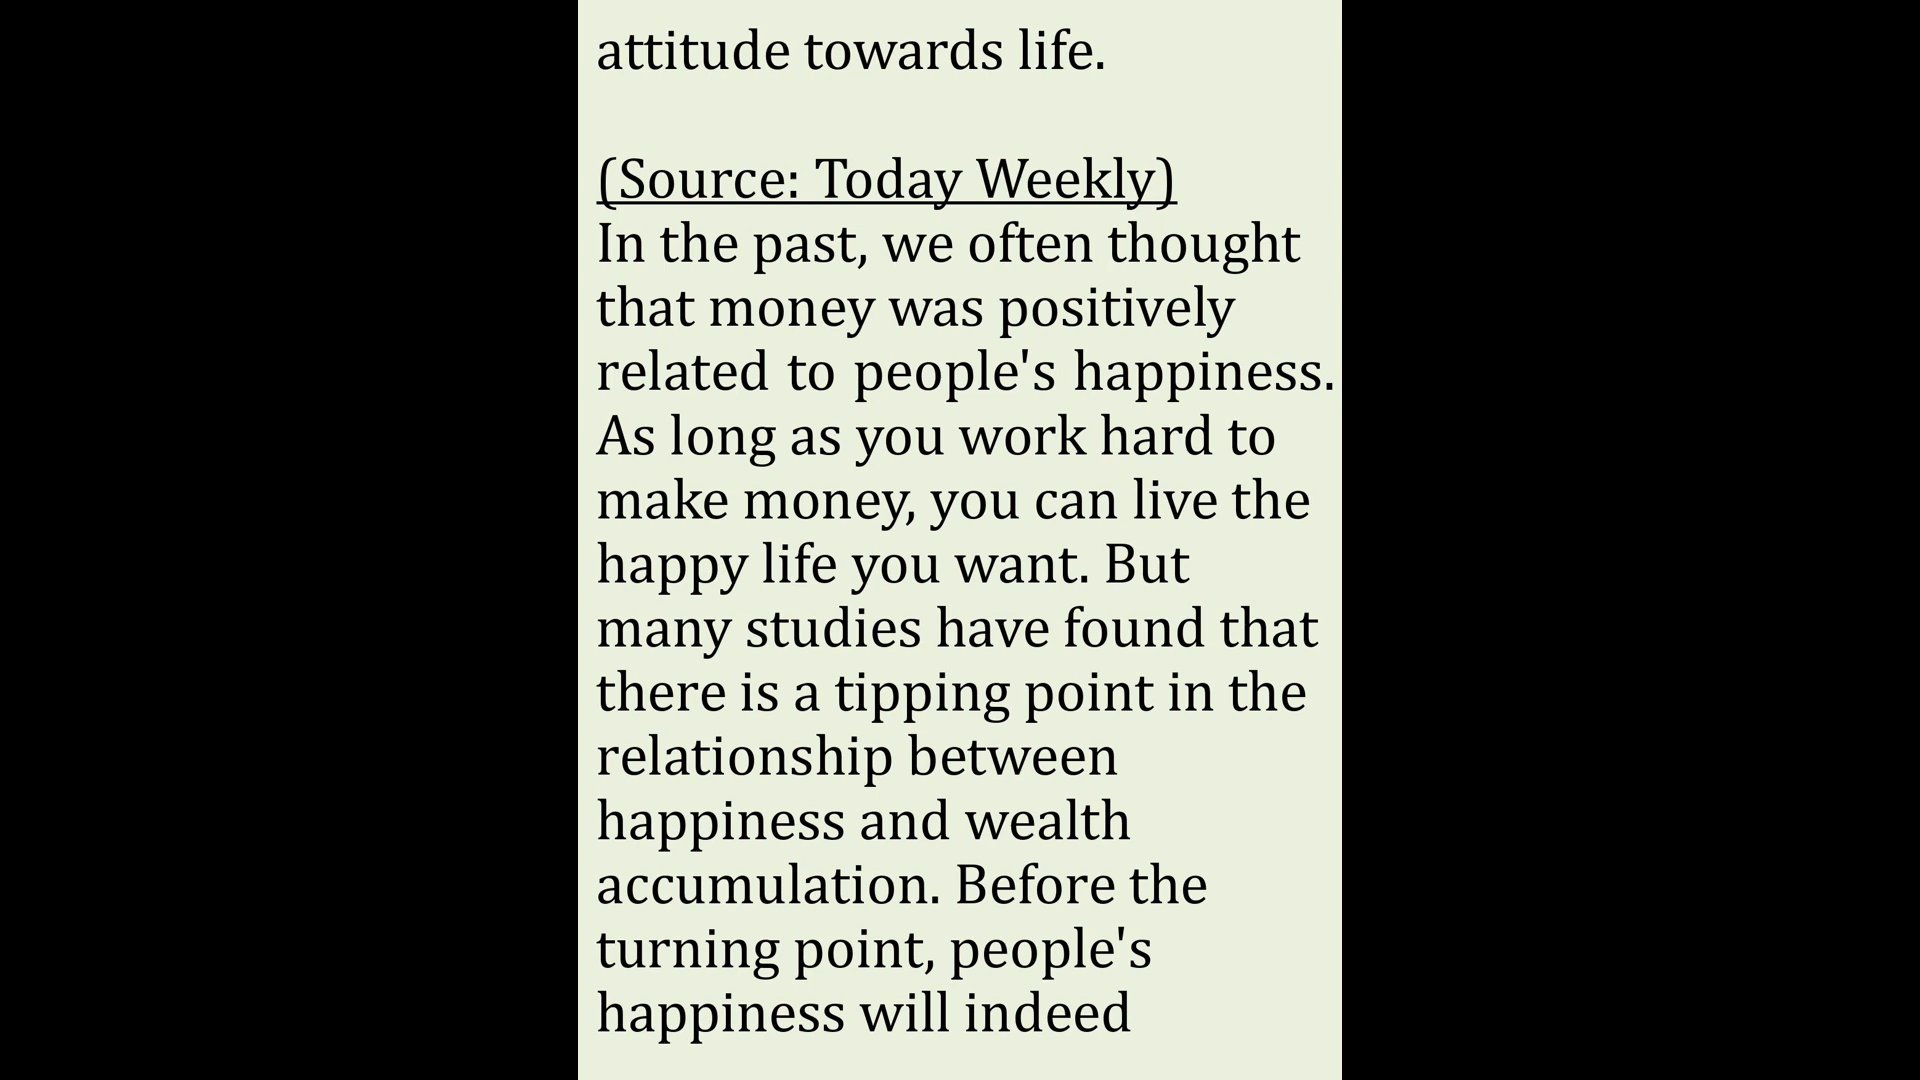 attitude towards life.
(Source: Today Weekly)
In the past, we often thought
that money was positively
related to people's happiness.
As long as you work hard to
make money, you can live the
happy life you want. But
many studies have found that
there is a tipping point in the
relationship between
happiness and wealth
accumulation. Before the
turning point, people's
happiness will indeed